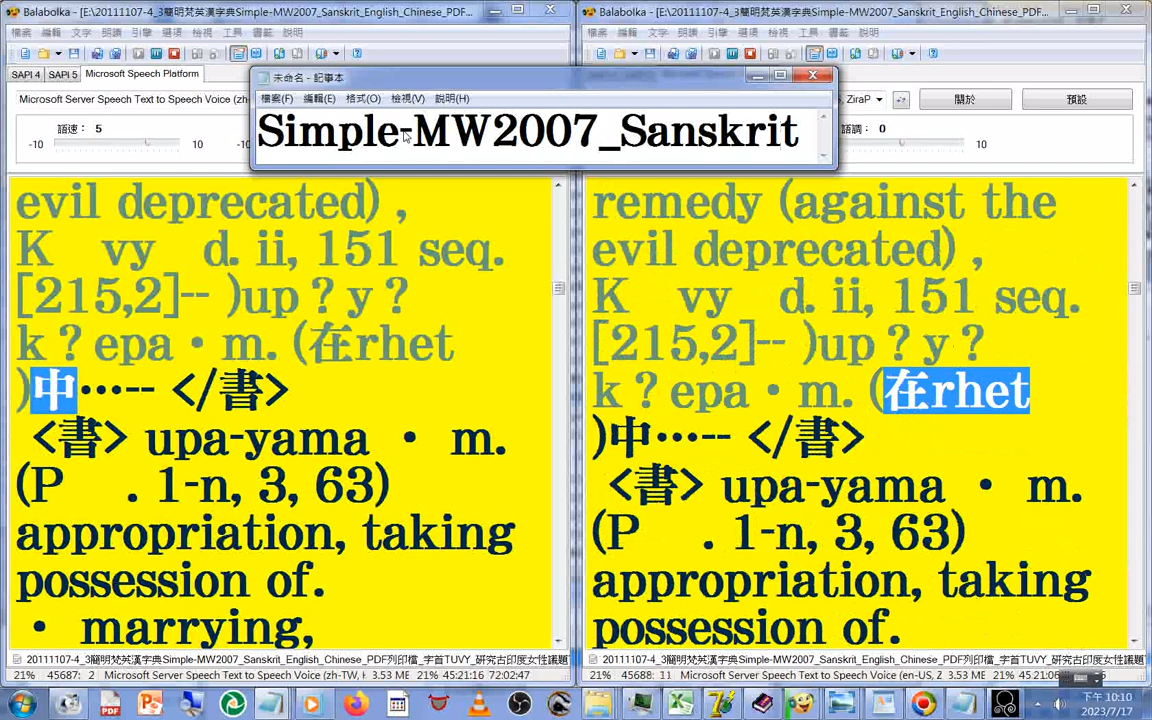 Balabolka - [E:\20111107-4_3簡明梵英漢字典Simple-MW2007_Sanskrit_English_Chinese_PDF...
檔案 編輯 文字 朗讀 引擎 選項 檢視 工具 書籤 說明
SAPI 4 SAPI 5 Microsoft Speech Platform
Microsoft Server Speech Text to Speech Voice (zh-
語速： 5
-10 10 -10
evil deprecated) ,
K vy d. ii, 151 seq.
[215,2]-- )up？y？
k？epa・m. (在rhet
)中…-- </書>
<書> upa-yama ・ m.
(P . 1-n, 3, 63)
appropriation, taking
possession of.
・ marrying,
20111107-4_3簡明梵英漢字典Simple-MW2007_Sanskrit_English_Chinese_PDF列印檔_字首TUVY_研究古印度女性議題
21% 45687: 2 Microsoft Server Speech Text to Speech Voice (zh-TW, H 3.53 ME 45:21:16 72:02:47
未命名 - 記事本
檔案(F) 編輯(E) 格式(O) 檢視(V) 說明(H)
Simple-MW2007_Sanskrit
Balabolka - [E:\20111107-4_3簡明梵英漢字典Simple-MW2007_Sanskrit_English_Chinese_PDF...
檔案 編輯 文字 朗讀 引擎 選項 檢視 工具 書籤 說明
, ZiraP 關於 預設
語調： 0
10
remedy (against the
evil deprecated) ,
K vy d. ii, 151 seq.
[215,2]-- )up？y？
k？epa・m. (在rhet
)中…-- </書>
<書> upa-yama ・ m.
(P . 1-n, 3, 63)
appropriation, taking
possession of.
20111107-4_3簡明梵英漢字典Simple-MW2007_Sanskrit_English_Chinese_PDF列印檔_字首TUVY_研究古印度女性議題
21% 45688: 11 Microsoft Server Speech Text to Speech Voice (en-US, Z 3.53 ME 45:21:06
下午 10:10
2023/7/17